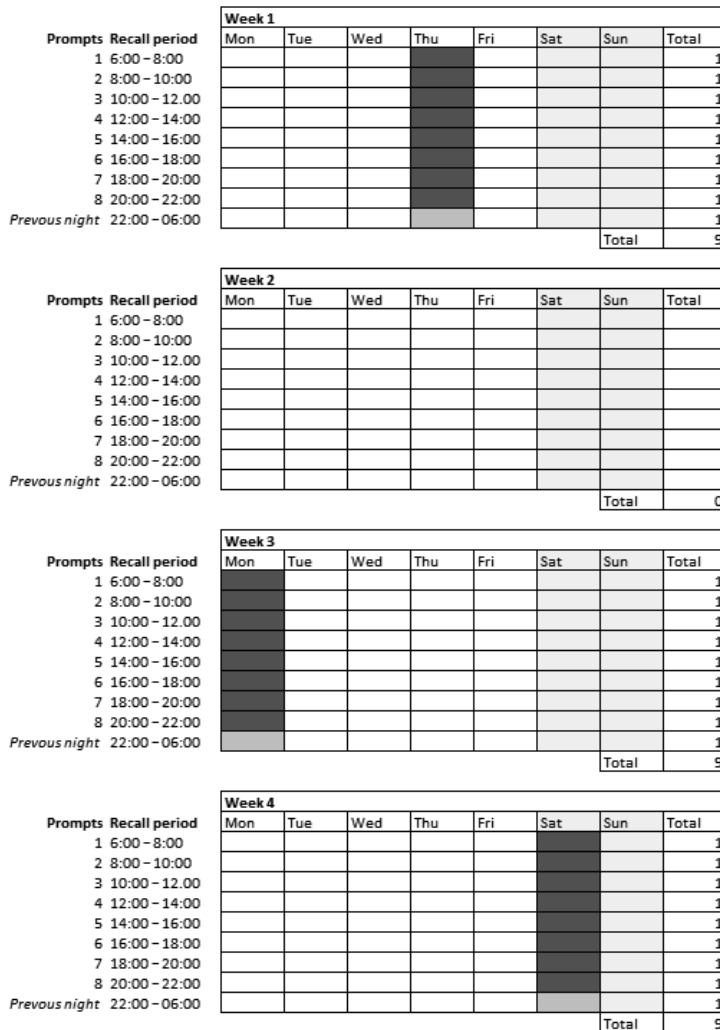 Week 1
Prompts Recall period Mon Tue Wed Thu Fri Sat Sun Total
1 6:00 – 8:00 1
2 8:00 – 10:00 1
3 10:00 – 12.00 1
4 12:00 – 14:00 1
5 14:00 – 16:00 1
6 16:00 – 18:00 1
7 18:00 – 20:00 1
8 20:00 – 22:00 1
Prevous night 22:00 – 06:00 1
Total 9
Week 2
Prompts Recall period Mon Tue Wed Thu Fri Sat Sun Total
1 6:00 – 8:00
2 8:00 – 10:00
3 10:00 – 12.00
4 12:00 – 14:00
5 14:00 – 16:00
6 16:00 – 18:00
7 18:00 – 20:00
8 20:00 – 22:00
Prevous night 22:00 – 06:00
Total 0
Week 3
Prompts Recall period Mon Tue Wed Thu Fri Sat Sun Total
1 6:00 – 8:00 1
2 8:00 – 10:00 1
3 10:00 – 12.00 1
4 12:00 – 14:00 1
5 14:00 – 16:00 1
6 16:00 – 18:00 1
7 18:00 – 20:00 1
8 20:00 – 22:00 1
Prevous night 22:00 – 06:00 1
Total 9
Week 4
Prompts Recall period Mon Tue Wed Thu Fri Sat Sun Total
1 6:00 – 8:00 1
2 8:00 – 10:00 1
3 10:00 – 12.00 1
4 12:00 – 14:00 1
5 14:00 – 16:00 1
6 16:00 – 18:00 1
7 18:00 – 20:00 1
8 20:00 – 22:00 1
Prevous night 22:00 – 06:00 1
Total 9